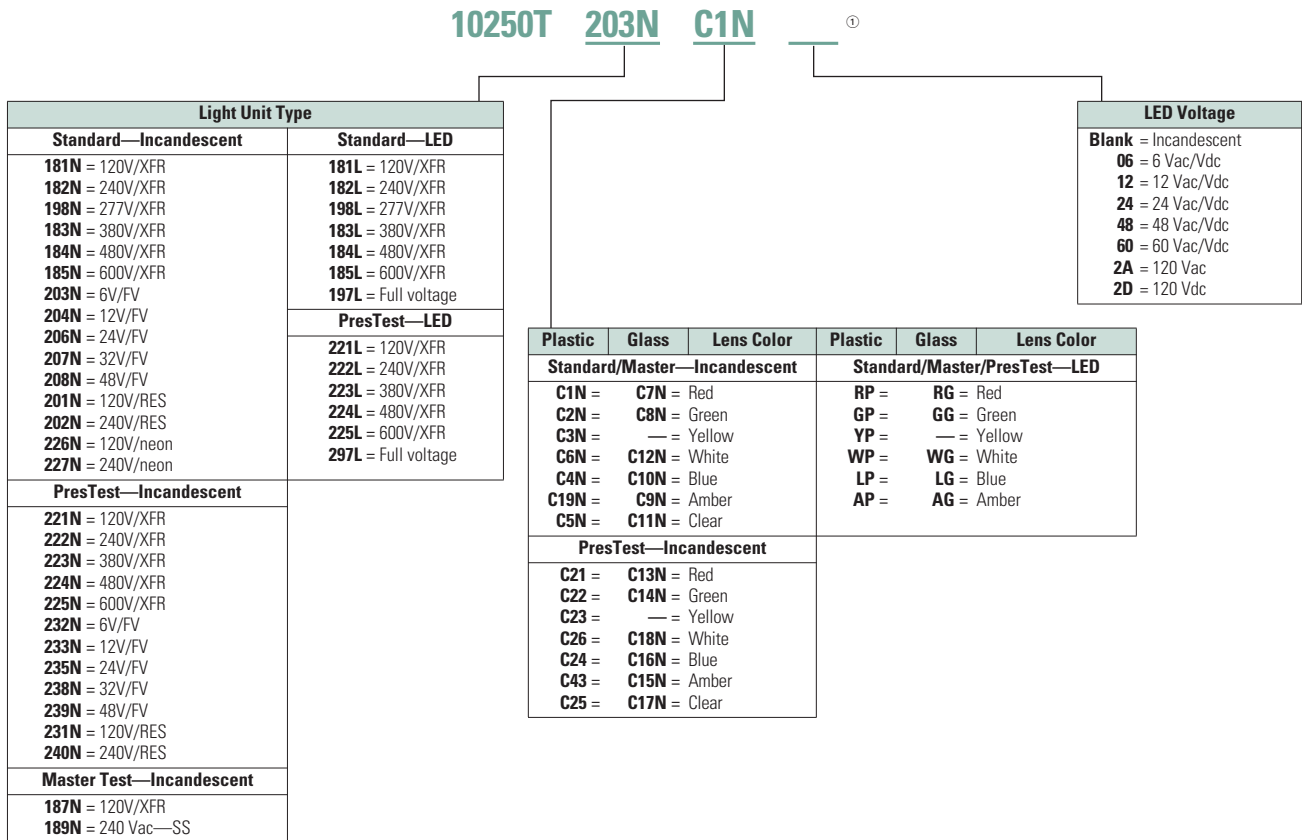 10250T 203N C1N ①
Light Unit Type
Standard—Incandescent
181N = 120V/XFR
182N = 240V/XFR
198N = 277V/XFR
183N = 380V/XFR
184N = 480V/XFR
185N = 600V/XFR
203N = 6V/FV
204N = 12V/FV
206N = 24V/FV
207N = 32V/FV
208N = 48V/FV
201N = 120V/RES
202N = 240V/RES
226N = 120V/neon
227N = 240V/neon
PresTest—Incandescent
221N = 120V/XFR
222N = 240V/XFR
223N = 380V/XFR
224N = 480V/XFR
225N = 600V/XFR
232N = 6V/FV
233N = 12V/FV
235N = 24V/FV
238N = 32V/FV
239N = 48V/FV
231N = 120V/RES
240N = 240V/RES
Master Test—Incandescent
187N = 120V/XFR
189N = 240 Vac—SS
Standard—LED
181L = 120V/XFR
182L = 240V/XFR
198L = 277V/XFR
183L = 380V/XFR
184L = 480V/XFR
185L = 600V/XFR
197L = Full voltage
PresTest—LED
221L = 120V/XFR
222L = 240V/XFR
223L = 380V/XFR
224L = 480V/XFR
225L = 600V/XFR
297L = Full voltage
Plastic Glass Lens Color
Standard/Master—Incandescent
C1N = C7N = Red
C2N = C8N = Green
C3N = — = Yellow
C6N = C12N = White
C4N = C10N = Blue
C19N = C9N = Amber
C5N = C11N = Clear
PresTest—Incandescent
C21 = C13N = Red
C22 = C14N = Green
C23 = — = Yellow
C26 = C18N = White
C24 = C16N = Blue
C43 = C15N = Amber
C25 = C17N = Clear
Plastic Glass Lens Color
Standard/Master/PresTest—LED
RP = RG = Red
GP = GG = Green
YP = — = Yellow
WP = WG = White
LP = LG = Blue
AP = AG = Amber
LED Voltage
Blank = Incandescent
06 = 6 Vac/Vdc
12 = 12 Vac/Vdc
24 = 24 Vac/Vdc
48 = 48 Vac/Vdc
60 = 60 Vac/Vdc
2A = 120 Vac
2D = 120 Vdc